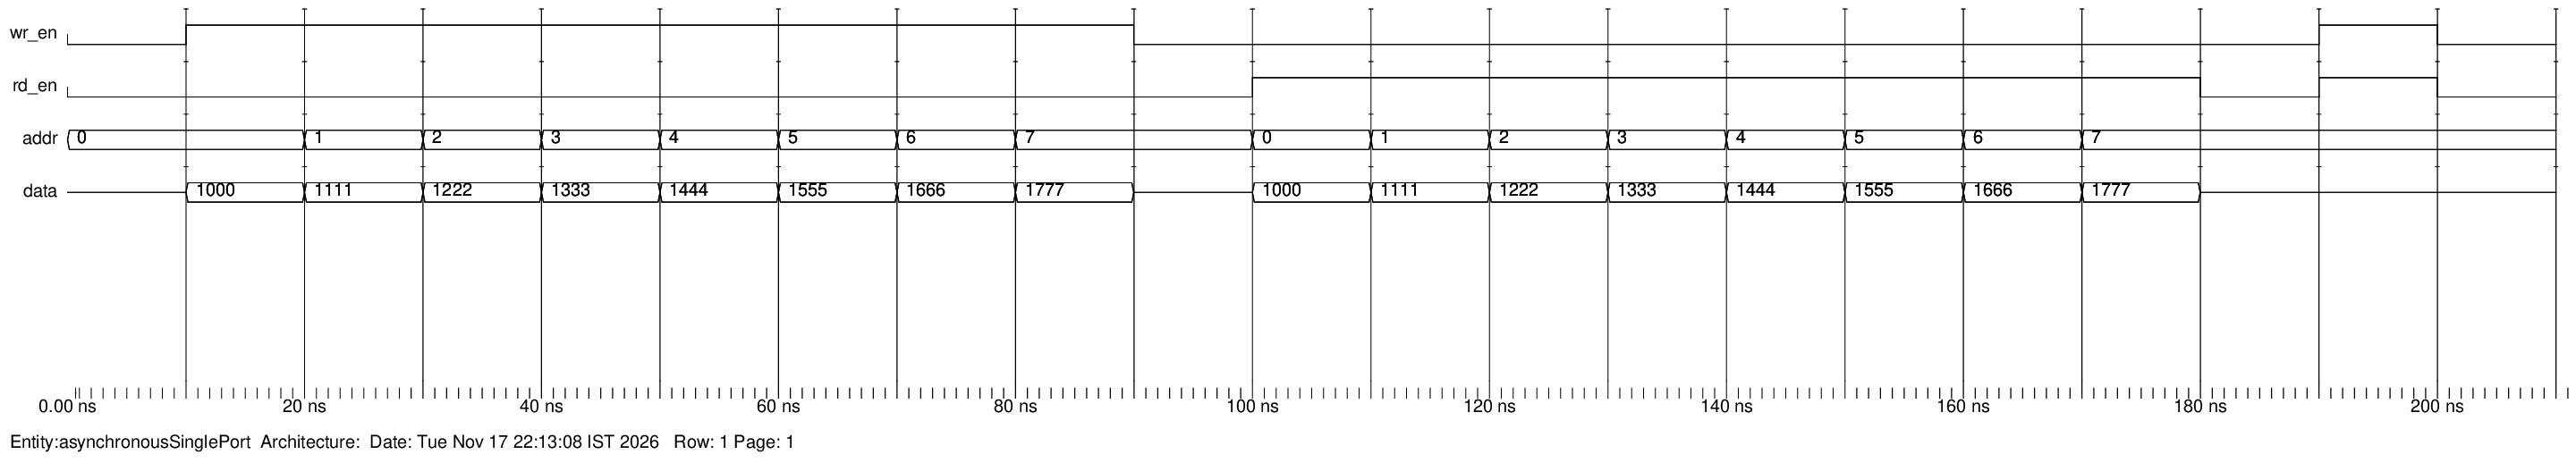 wr_en
rd_en
addr 0 1 2 3 4 5 6 7 0 1 2 3 4 5 6 7
data 1000 1111 1222 1333 1444 1555 1666 1777 1000 1111 1222 1333 1444 1555 1666 1777
0.00 ns 20 ns 40 ns 60 ns 80 ns 100 ns 120 ns 140 ns 160 ns 180 ns 200 ns
Entity:asynchronousSinglePort Architecture: Date: Tue Nov 17 22:13:08 IST 2026 Row: 1 Page: 1